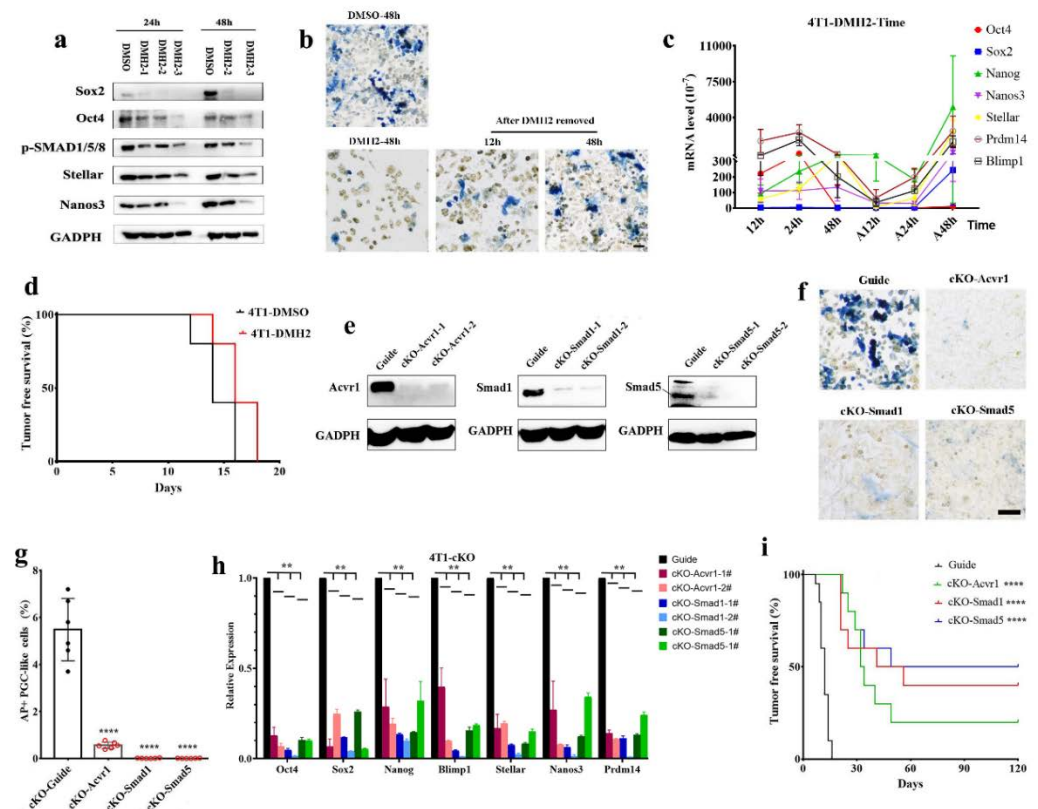 a
24h
48h
DMSO
DMH2-1
DMH2-2
DMH2-3
DMSO
DMH2-2
DMH2-3
Sox2
Oct4
p-SMAD1/5/8
Stellar
Nanos3
GADPH
b
DMSO-48h
After DMH2 removed
DMH2-48h
12h
48h
c
4T1-DMH2-Time
mRNA level (10⁻⁷)
11000
7500
4000
300
200
100
0
12h
24h
48h
A12h
A24h
A48h
Time
Oct4
Sox2
Nanog
Nanos3
Stellar
Prdm14
Blimp1
d
Tumor free survival (%)
100
50
0
0 5 10 15 20
Days
4T1-DMSO
4T1-DMH2
e
Guide
cKO-Acvr1-1
cKO-Acvr1-2
Acvr1
GADPH
Guide
cKO-Smad1-1
cKO-Smad1-2
Smad1
GADPH
Guide
cKO-Smad5-1
cKO-Smad5-2
Smad5
GADPH
f
Guide
cKO-Acvr1
cKO-Smad1
cKO-Smad5
g
AP+ PGC-like cells (%)
8
6
4
2
0
****
****
****
cKO-Guide
cKO-Acvr1
cKO-Smad1
cKO-Smad5
h
4T1-cKO
Relative Expression
1.0
0.5
0.0
** ** ** ** ** ** **
Oct4 Sox2 Nanog Blimp1 Stellar Nanos3 Prdm14
Guide
cKO-Acvr1-1#
cKO-Acvr1-2#
cKO-Smad1-1#
cKO-Smad1-2#
cKO-Smad5-1#
cKO-Smad5-1#
i
Tumor free survival (%)
100
50
0
0 30 60 90 120
Days
Guide
cKO-Acvr1 ****
cKO-Smad1 ****
cKO-Smad5 ****